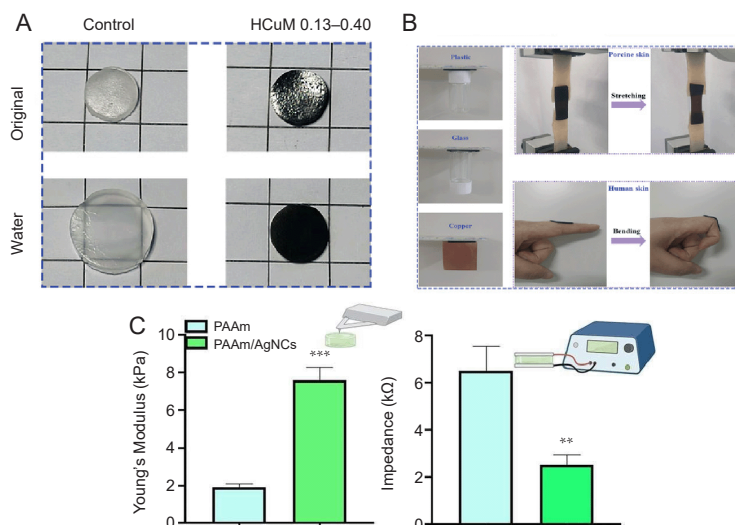 A
Control
HCuM 0.13–0.40
Original
Water
B
Plastic
Glass
Copper
Porcine skin
Stretching
Human skin
Bending
C
PAAm
PAAm/AgNCs
Young's Modulus (kPa)
10
8
6
4
2
0
***
Impedance (kΩ)
8
6
4
2
0
**